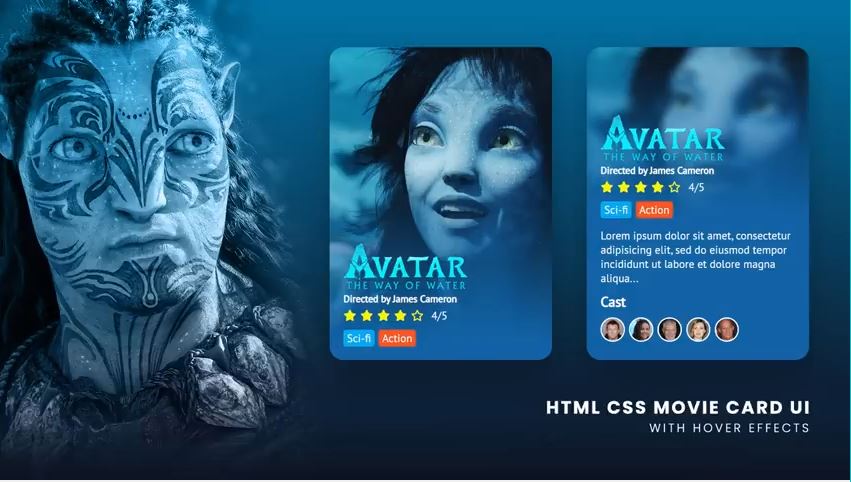 AVATAR
THE WAY OF WATER
Directed by James Cameron
4/5
Sci-fi Action
AVATAR
THE WAY OF WATER
Directed by James Cameron
4/5
Sci-fi Action
Lorem ipsum dolor sit amet, consectetur
adipisicing elit, sed do eiusmod tempor
incididunt ut labore et dolore magna
aliqua...
Cast
HTML CSS MOVIE CARD UI
WITH HOVER EFFECTS